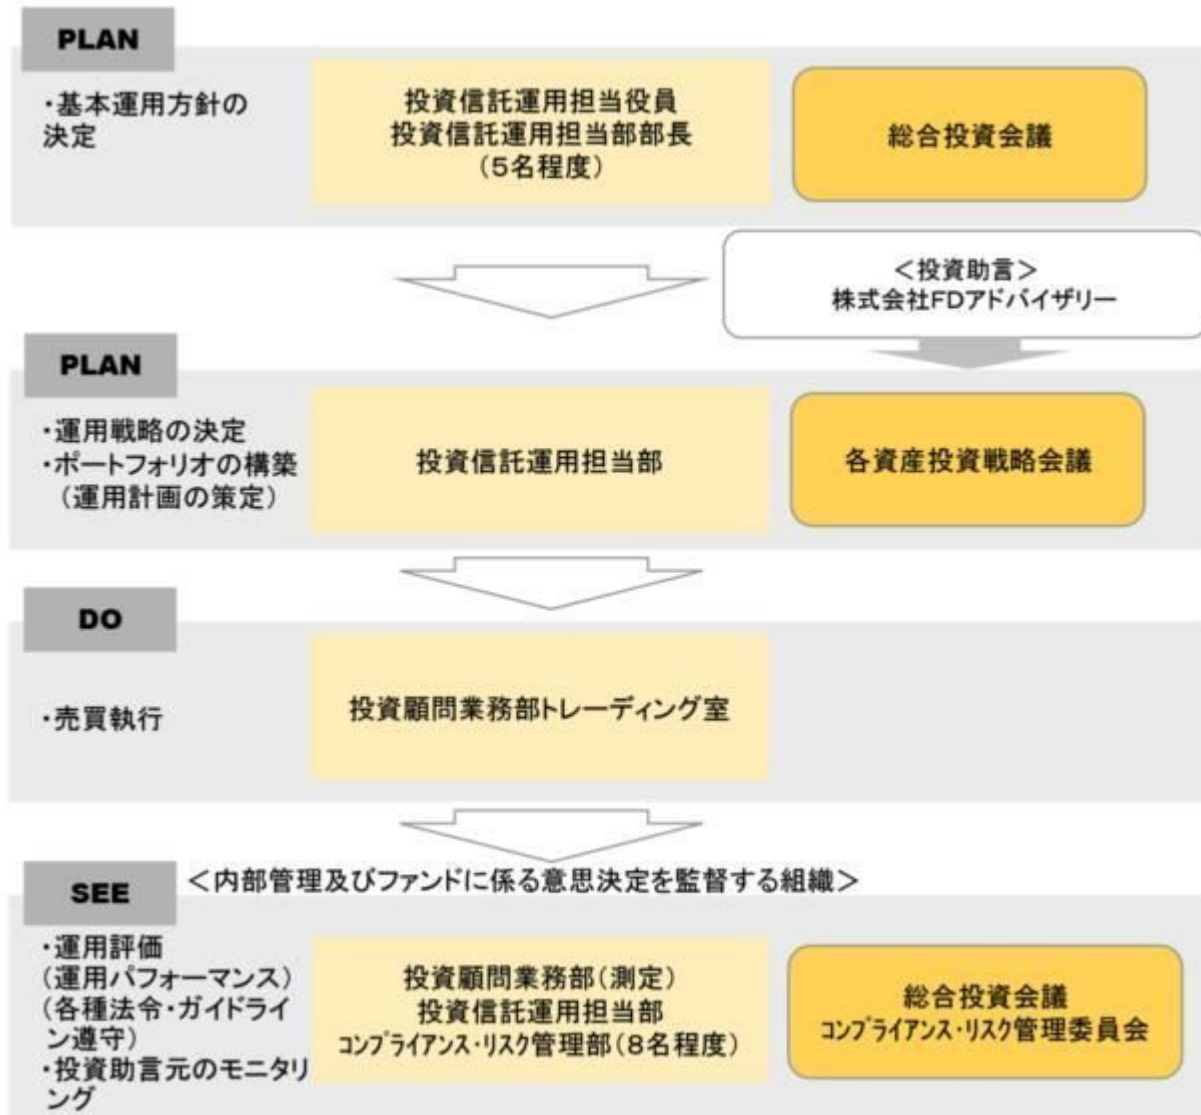 PLAN
・基本運用方針の
決定
投資信託運用担当役員
投資信託運用担当部部長
(5名程度)
総合投資会議
＜投資助言＞
株式会社FDアドバイザリー
PLAN
・運用戦略の決定
・ポートフォリオの構築
(運用計画の策定)
投資信託運用担当部
各資産投資戦略会議
DO
・売買執行
投資顧問業務部トレーディング室
SEE
＜内部管理及びファンドに係る意思決定を監督する組織＞
・運用評価
(運用パフォーマンス)
(各種法令・ガイドライ
ン遵守)
・投資助言元のモニタリ
ング
投資顧問業務部(測定)
投資信託運用担当部
ｺﾝﾌﾟﾗｲｱﾝｽ・ﾘｽｸ管理部(8名程度)
総合投資会議
ｺﾝﾌﾟﾗｲｱﾝｽ・ﾘｽｸ管理委員会